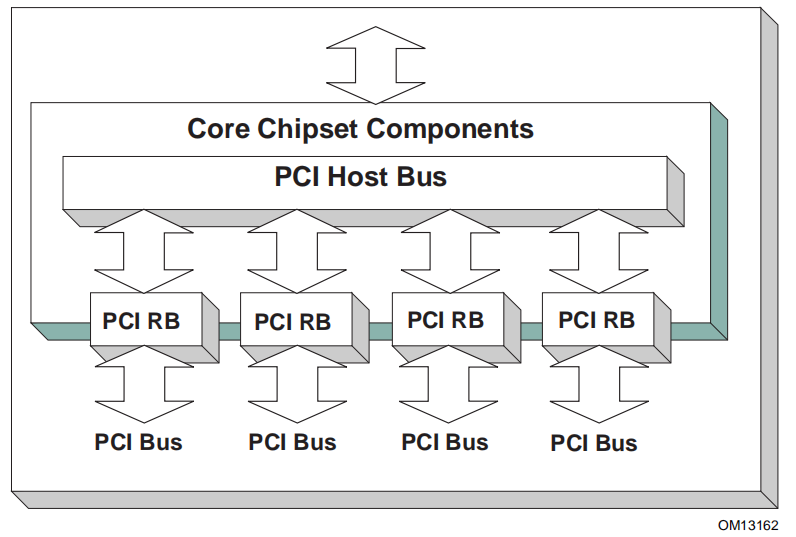 Core Chipset Components
PCI Host Bus
PCI RB
PCI RB
PCI RB
PCI RB
PCI Bus
PCI Bus
PCI Bus
PCI Bus
OM13162